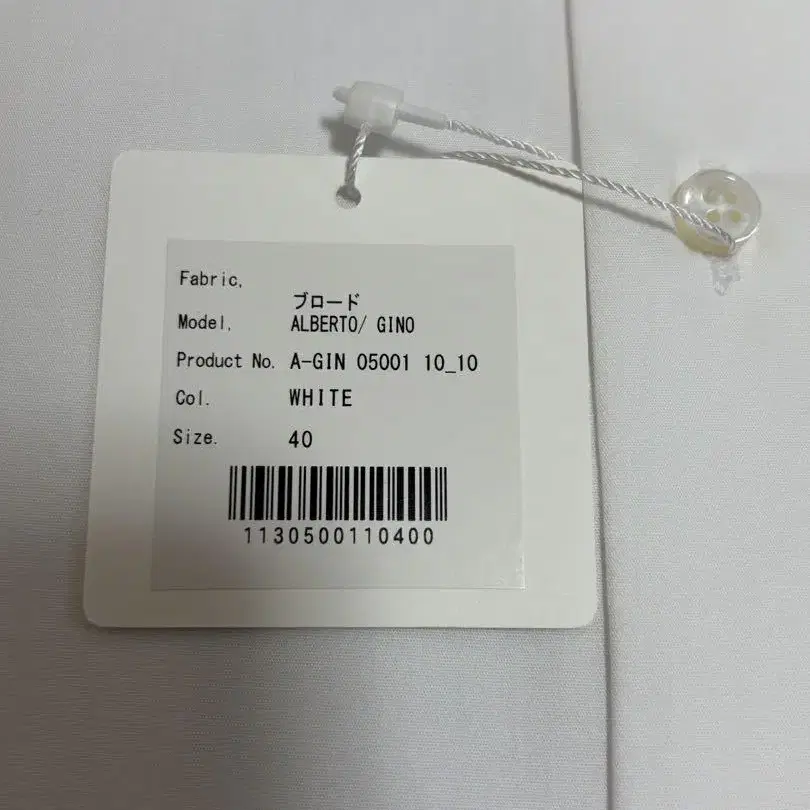 Fabric.
ブロード
Model. ALBERTO/ GINO
Product No. A-GIN 05001 10_10
Col. WHITE
Size. 40
1130500110400